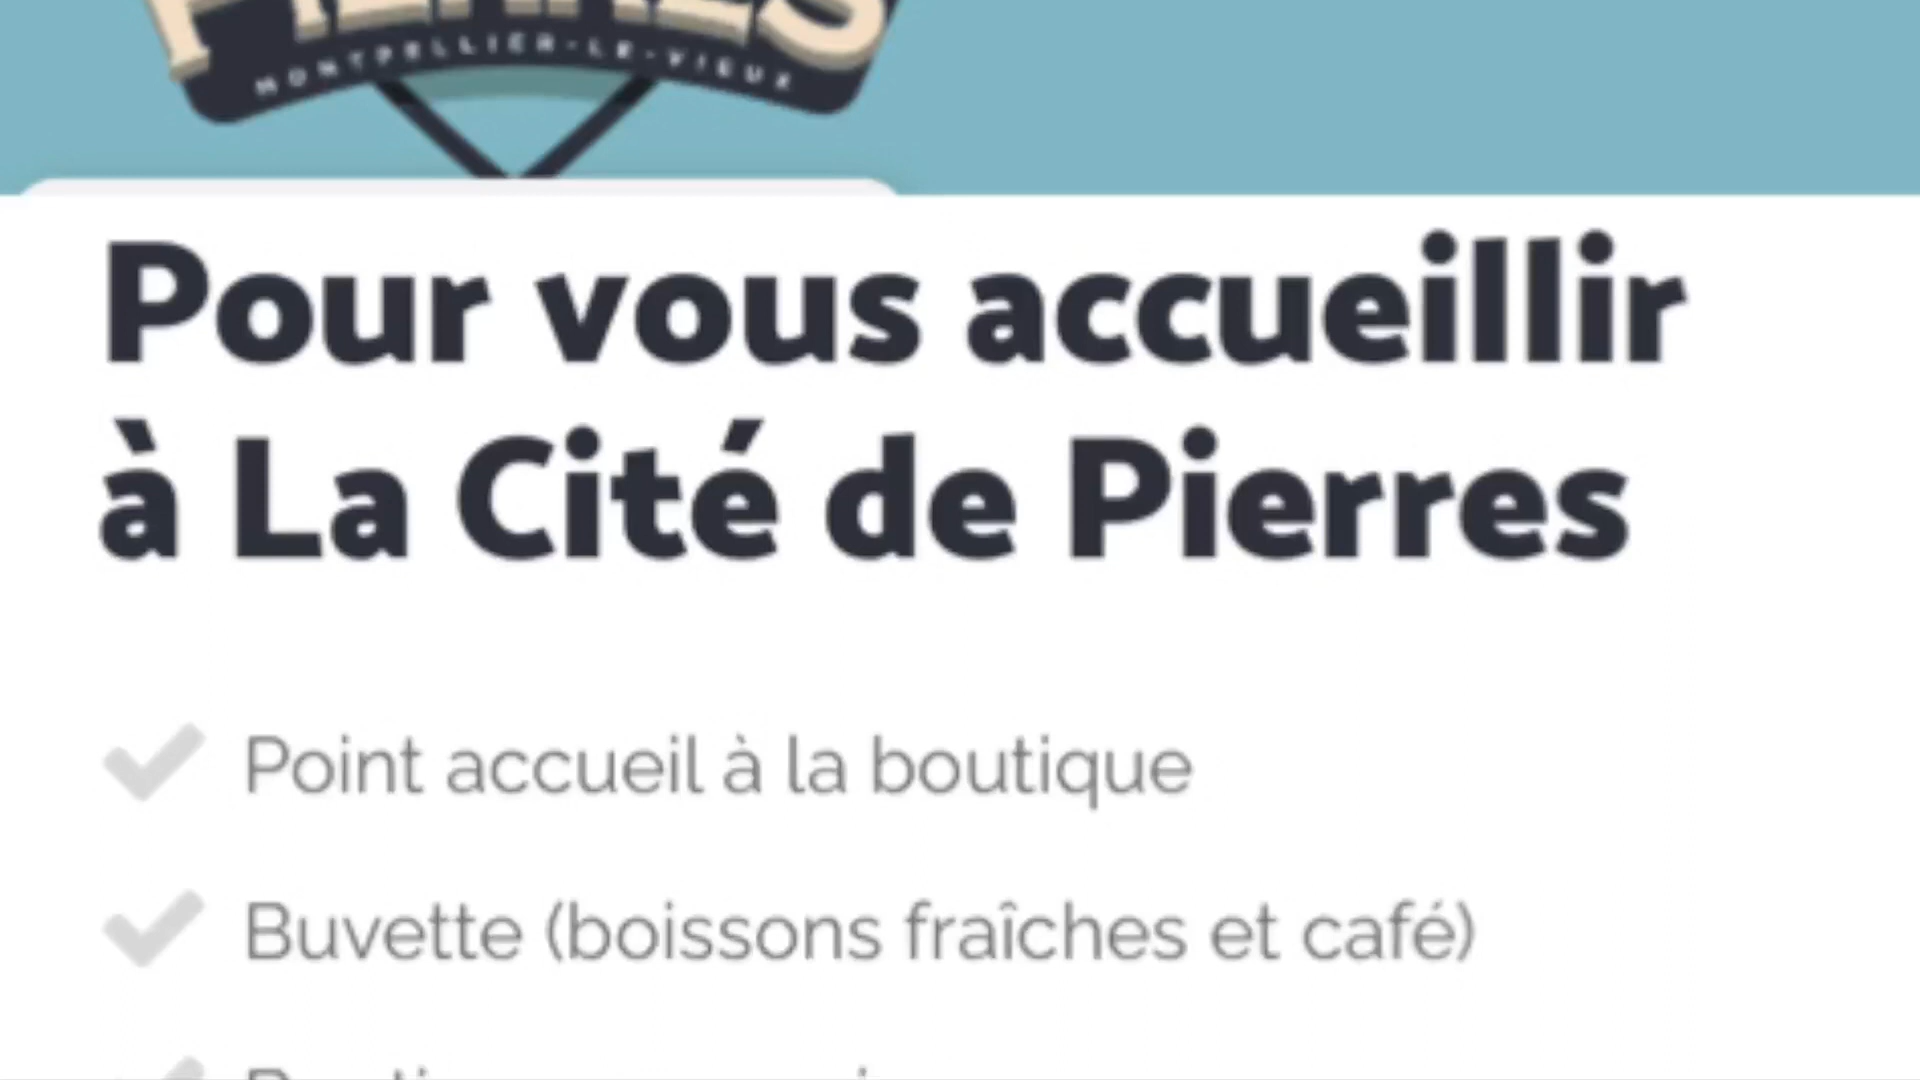 PIERRES
MONTPELLIER-LE-VIEUX
Pour vous accueillir
à La Cité de Pierres
Point accueil à la boutique
Buvette (boissons fraîches et café)